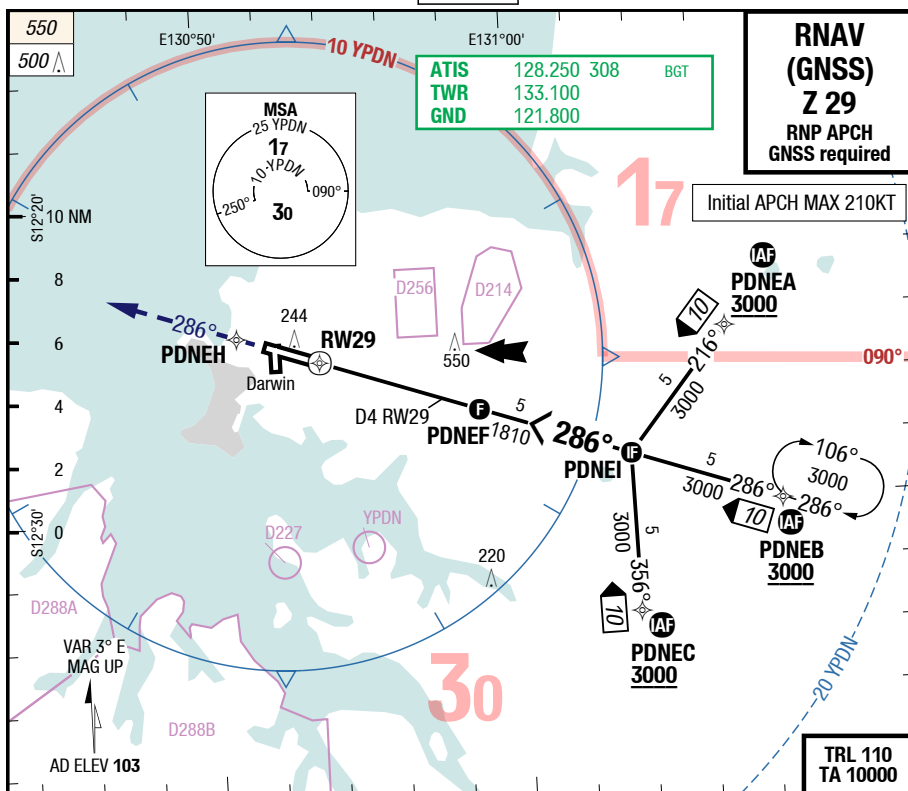 550
500
E130°50'
10 YPDN
E131°00'
ATIS 128.250 308 BGT
TWR 133.100
GND 121.800
RNAV
(GNSS)
Z 29
RNP APCH
GNSS required
MSA
25 YPDN
17
10 YPDN
250°
090°
30
17
Initial APCH MAX 210KT
S12°20'
10 NM
8
6
4
2
0
S12°30'
IAF
PDNEA
3000
D256
D214
10
216°
5
3000
286°
PDNEH
244
RW29
550
090°
Darwin
D4 RW29
F
PDNEF
5
1810
286°
IF
PDNEI
5
3000
286°
106°
3000
286°
10
IAF
PDNEB
3000
5
3000
356°
10
IAF
PDNEC
3000
D227
YPDN
220
D288A
VAR 3° E
MAG UP
D288B
AD ELEV 103
30
20 YPDN
TRL 110
TA 10000